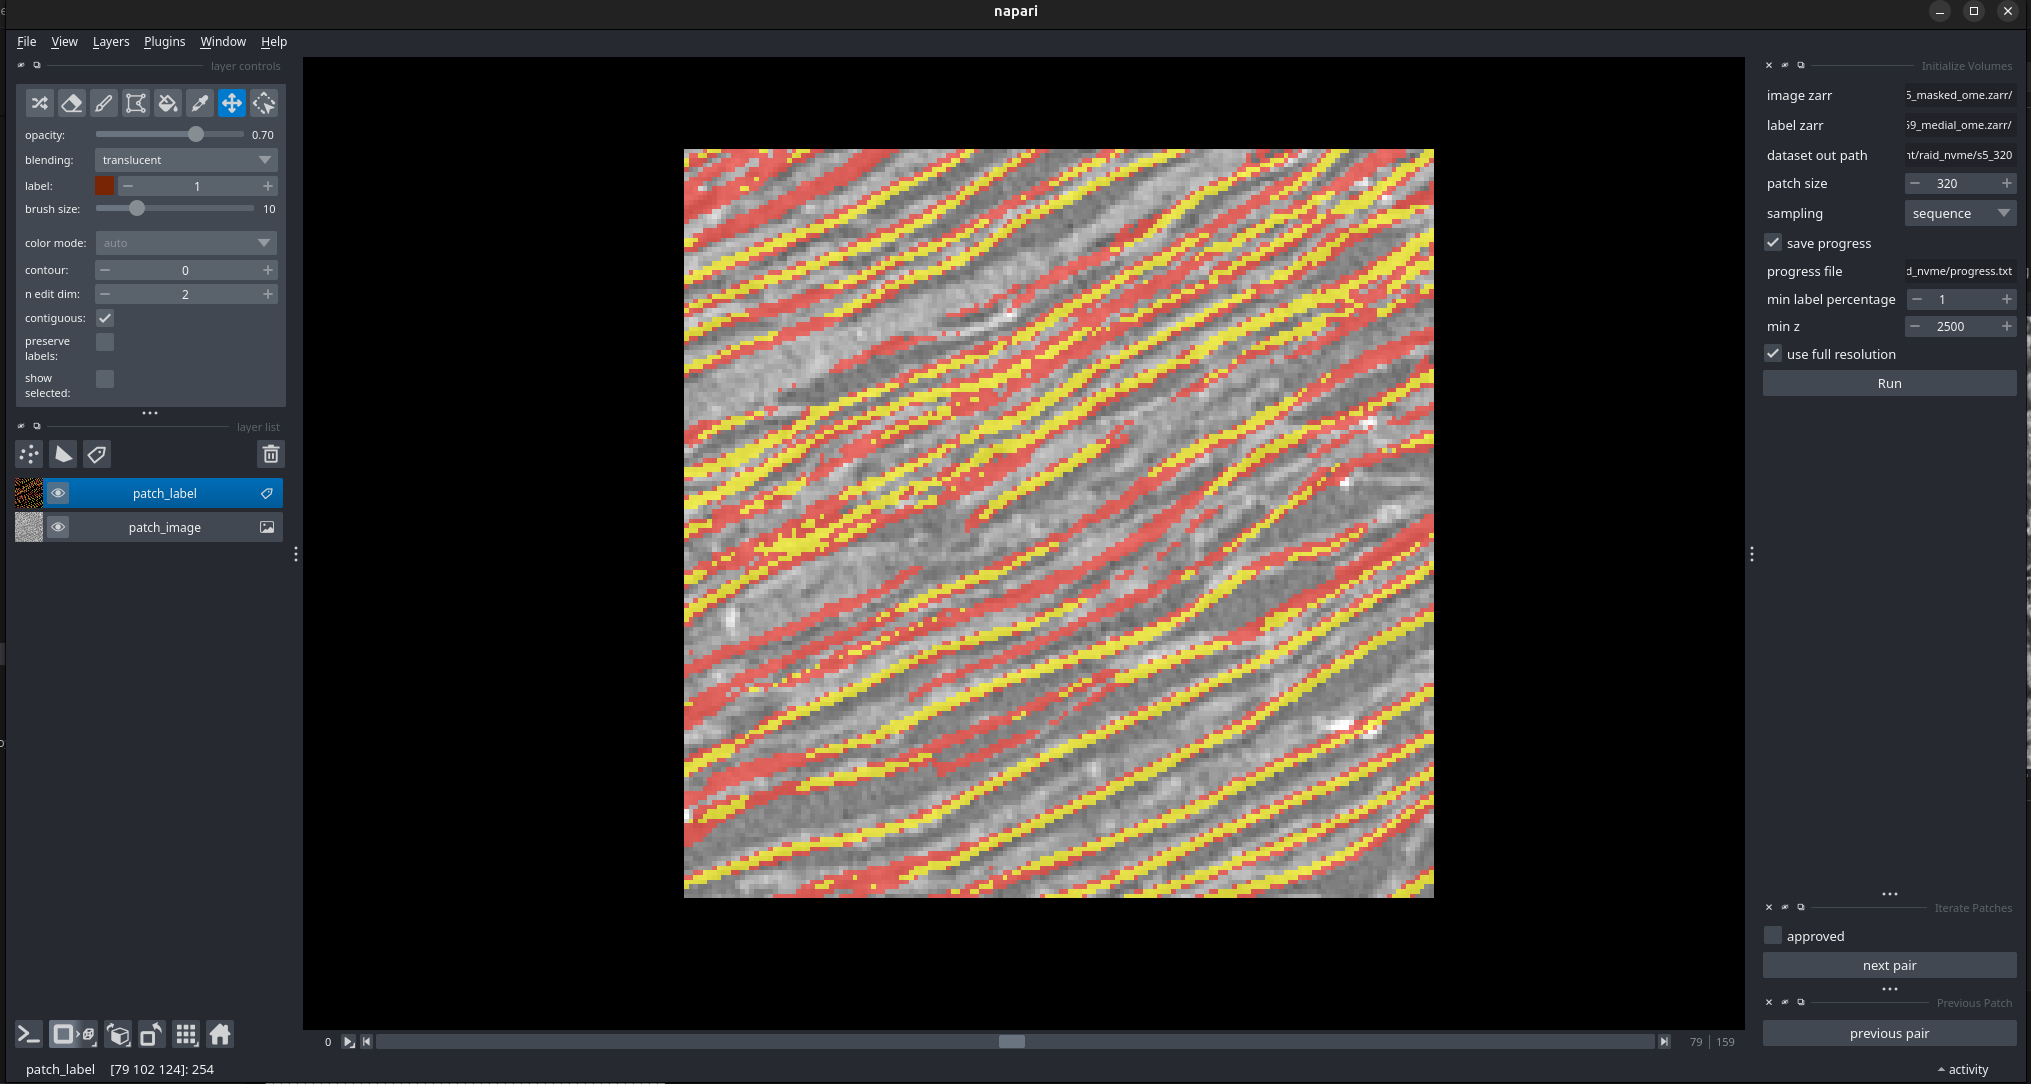 napari
File View Layers Plugins Window Help
layer controls
opacity: 0.70
blending: translucent
label: 1
brush size: 10
color mode: auto
contour: 0
n edit dim: 2
contiguous:
preserve
labels:
show
selected:
layer list
patch_label
patch_image
Initialize Volumes
image zarr 5_masked_ome.zarr/
label zarr 59_medial_ome.zarr/
dataset out path nt/raid_nvme/s5_320
patch size 320
sampling sequence
save progress
progress file d_nvme/progress.txt
min label percentage 1
min z 2500
use full resolution
Run
Iterate Patches
approved
next pair
Previous Patch
previous pair
0 79 | 159
patch_label [79 102 124]: 254
activity